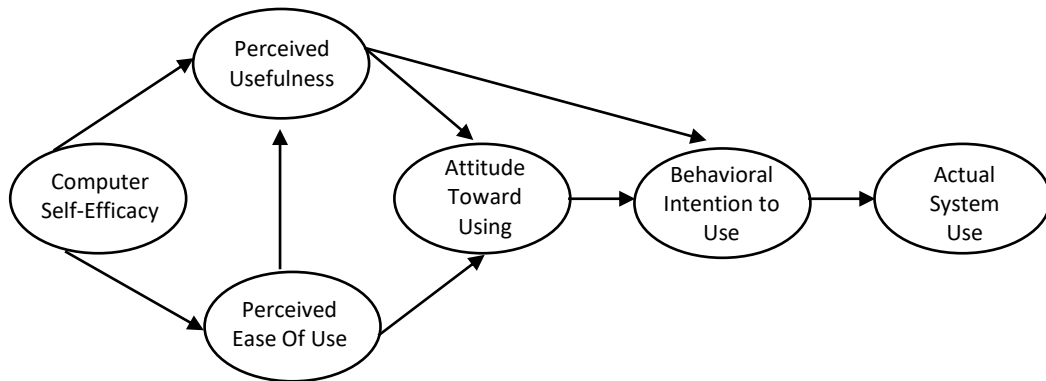 Perceived
Usefulness
Computer
Self-Efficacy
Attitude
Toward
Using
Behavioral
Intention to
Use
Actual
System
Use
Perceived
Ease Of Use